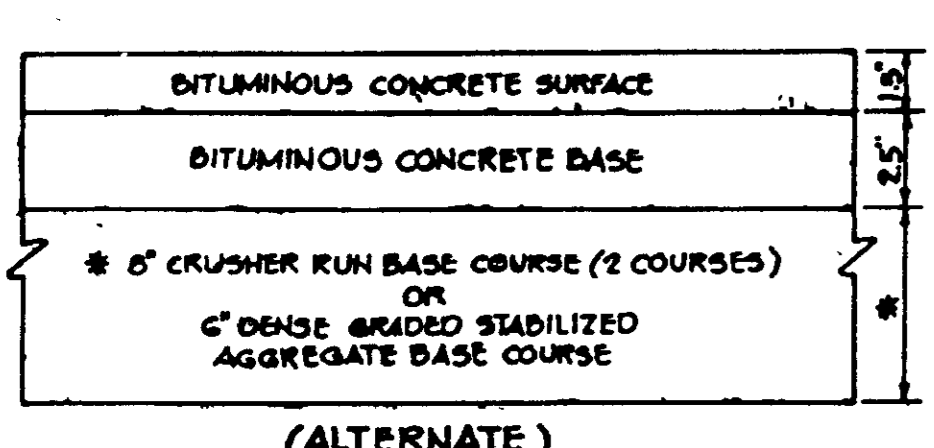 BITUMINOUS CONCRETE SURFACE
1.5"
BITUMINOUS CONCRETE BASE
2.5"
* 8" CRUSHER RUN BASE COURSE (2 COURSES)
OR
6" DENSE GRADED STABILIZED
AGGREGATE BASE COURSE
*
(ALTERNATE)